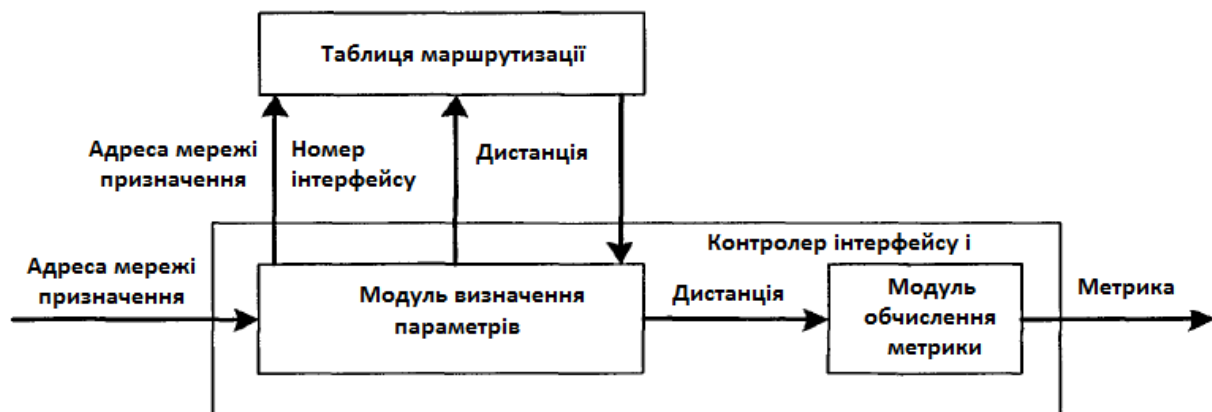 Таблиця маршрутизації
Адреса мережі
призначення
Номер
інтерфейсу
Дистанція
Контролер інтерфейсу і
Адреса мережі
призначення
Модуль визначення
параметрів
Дистанція
Модуль
обчислення
метрики
Метрика